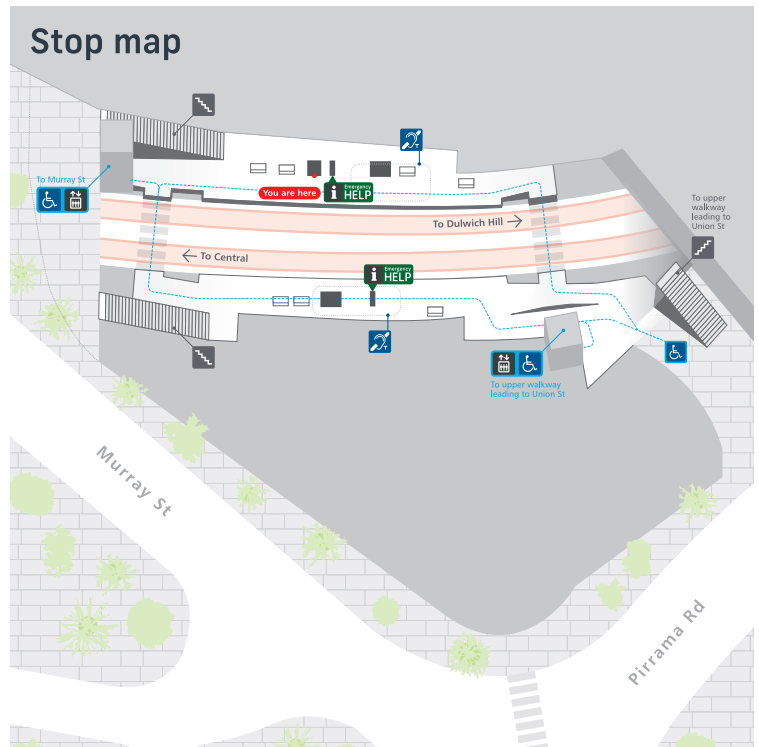 Stop map
To Murray St
You are here
i
Emergency
HELP
T
To upper
walkway
leading to
Union St
To Dulwich Hill →
← To Central
i
Emergency
HELP
T
To upper walkway
leading to Union St
Murray St
Pirrama Rd